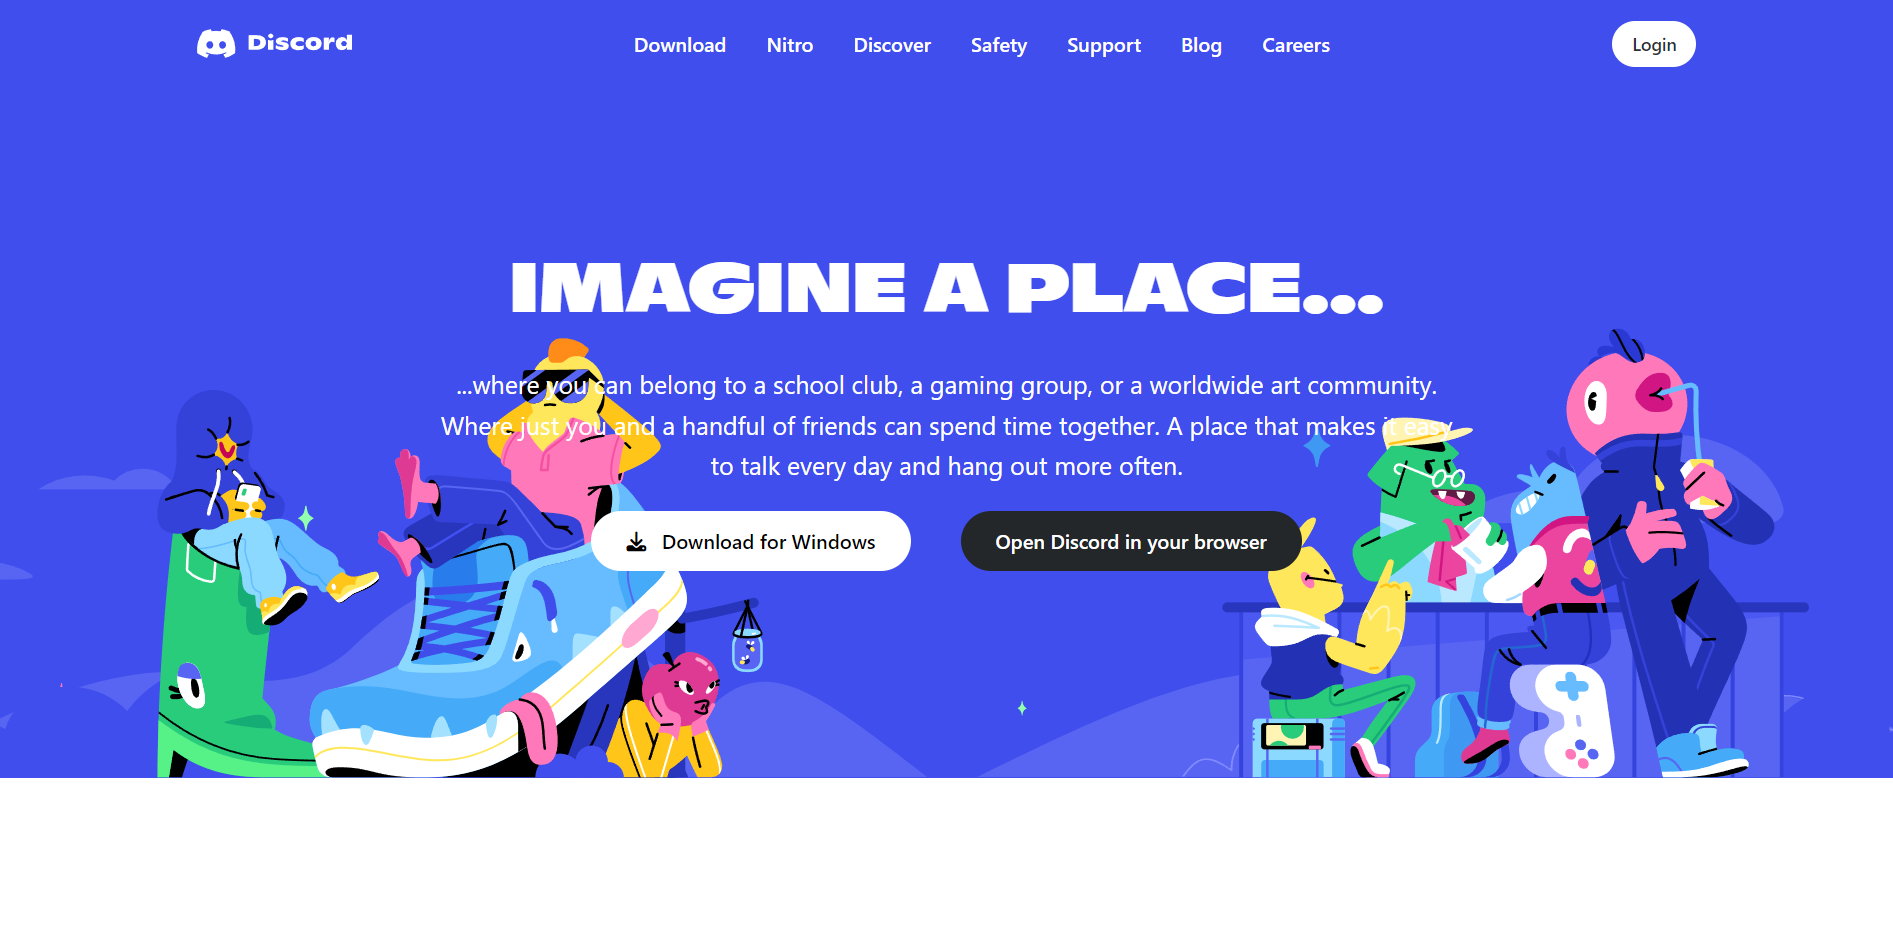 Discord
Download Nitro Discover Safety Support Blog Careers
Login
IMAGINE A PLACE...
...where you can belong to a school club, a gaming group, or a worldwide art community.
Where just you and a handful of friends can spend time together. A place that makes it easy
to talk every day and hang out more often.
Download for Windows
Open Discord in your browser